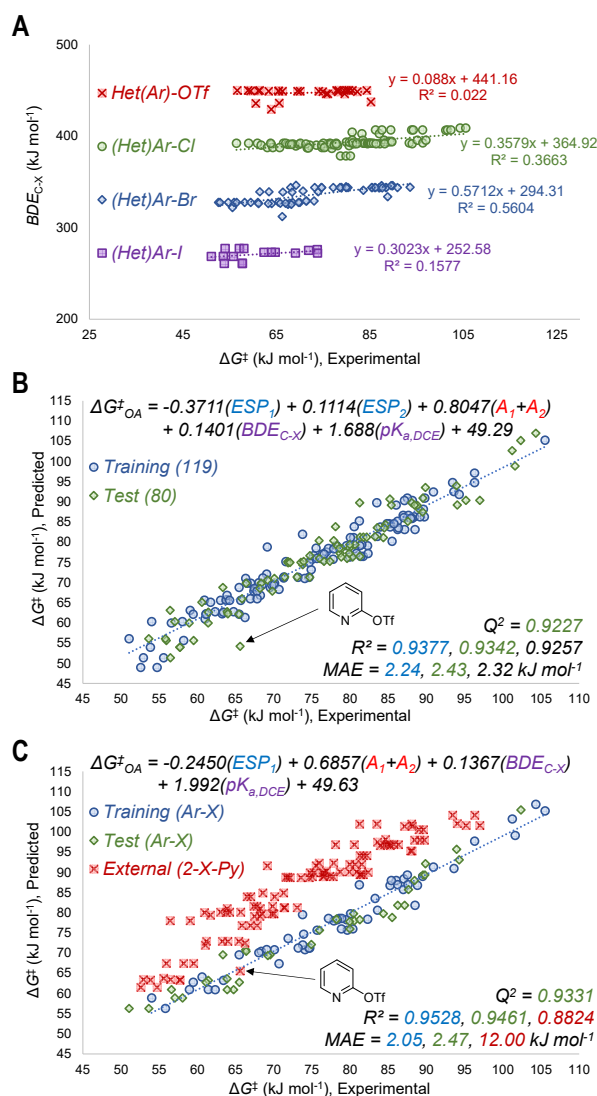 A
500
400
300
200
BDE_C-X (kJ mol⁻¹)
Het(Ar)-OTf
y = 0.088x + 441.16
R² = 0.022
(Het)Ar-Cl
y = 0.3579x + 364.92
R² = 0.3663
(Het)Ar-Br
y = 0.5712x + 294.31
R² = 0.5604
(Het)Ar-I
y = 0.3023x + 252.58
R² = 0.1577
25 45 65 85 105 125
ΔG‡ (kJ mol⁻¹), Experimental
B
115
110
105
100
95
90
85
80
75
70
65
60
55
50
45
ΔG‡ (kJ mol⁻¹), Predicted
ΔG‡_OA = -0.3711(ESP₁) + 0.1114(ESP₂) + 0.8047(A₁+A₂)
+ 0.1401(BDE_C-X) + 1.688(pK_a,DCE) + 49.29
Training (119)
Test (80)
N
OTf
Q² = 0.9227
R² = 0.9377, 0.9342, 0.9257
MAE = 2.24, 2.43, 2.32 kJ mol⁻¹
45 50 55 60 65 70 75 80 85 90 95 100 105 110
ΔG‡ (kJ mol⁻¹), Experimental
C
115
110
105
100
95
90
85
80
75
70
65
60
55
50
45
ΔG‡ (kJ mol⁻¹), Predicted
ΔG‡_OA = -0.2450(ESP₁) + 0.6857(A₁+A₂) + 0.1367(BDE_C-X)
+ 1.992(pK_a,DCE) + 49.63
Training (Ar-X)
Test (Ar-X)
External (2-X-Py)
N
OTf
Q² = 0.9331
R² = 0.9528, 0.9461, 0.8824
MAE = 2.05, 2.47, 12.00 kJ mol⁻¹
45 50 55 60 65 70 75 80 85 90 95 100 105 110
ΔG‡ (kJ mol⁻¹), Experimental